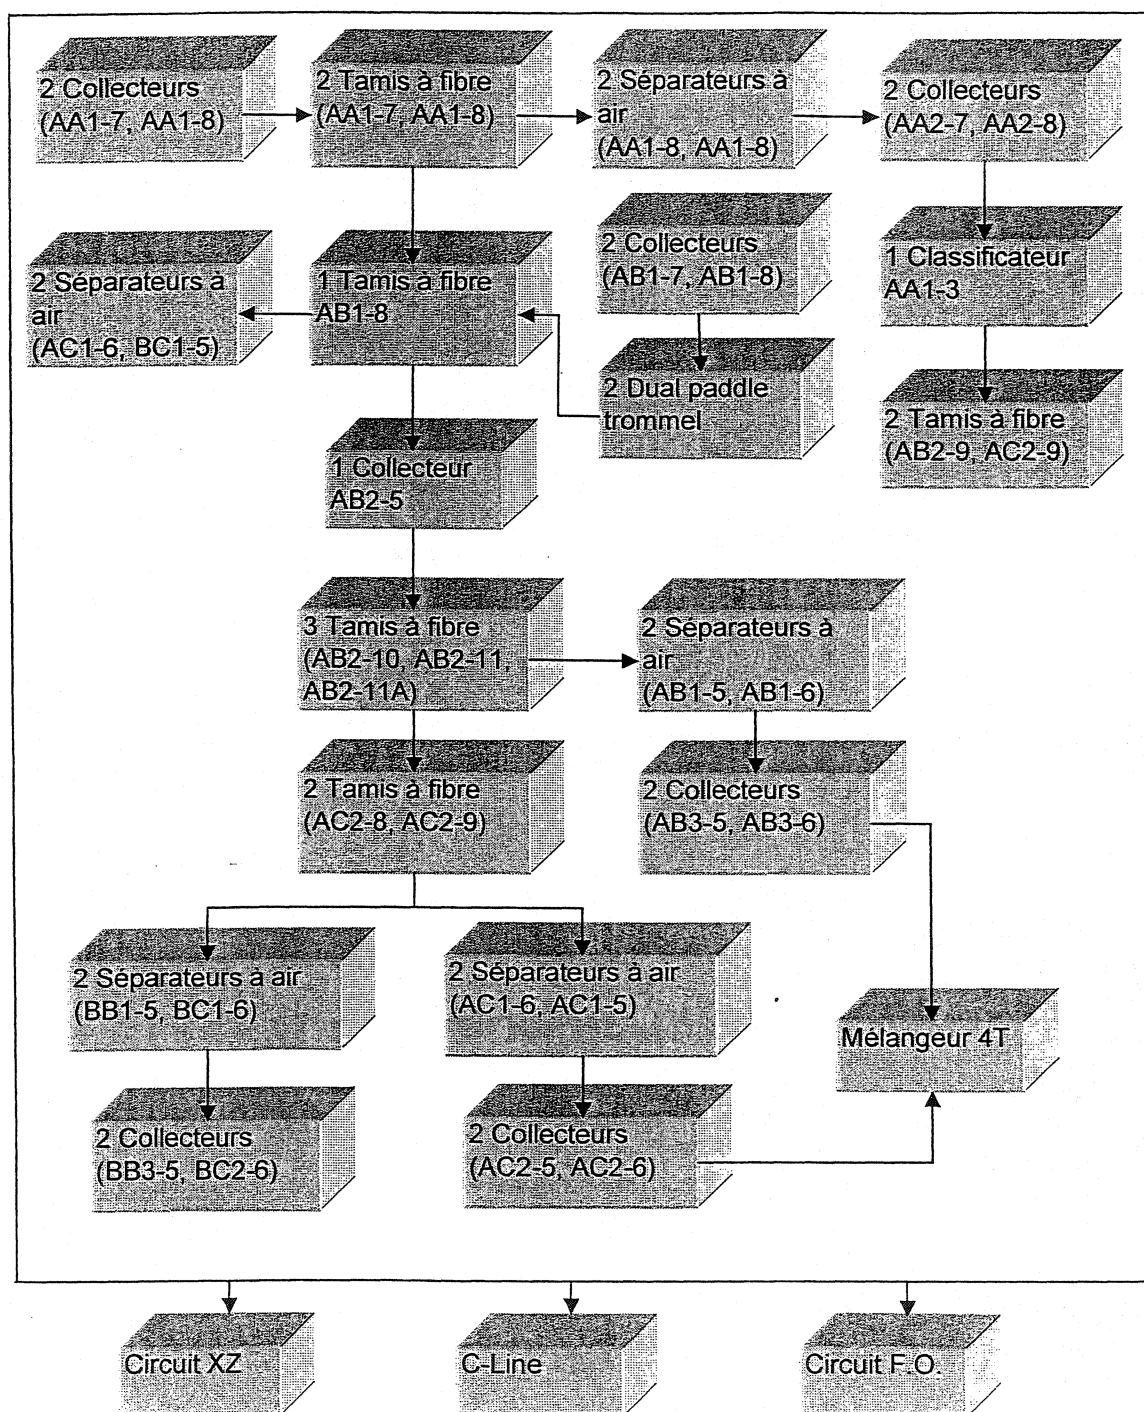 2 Collecteurs
(AA1-7, AA1-8)
2 Tamis à fibre
(AA1-7, AA1-8)
2 Séparateurs à
air
(AA1-8, AA1-8)
2 Collecteurs
(AA2-7, AA2-8)
2 Séparateurs à
air
(AC1-6, BC1-5)
1 Tamis à fibre
AB1-8
2 Collecteurs
(AB1-7, AB1-8)
1 Classificateur
AA1-3
2 Dual paddle
trommel
2 Tamis à fibre
(AB2-9, AC2-9)
1 Collecteur
AB2-5
3 Tamis à fibre
(AB2-10, AB2-11,
AB2-11A)
2 Séparateurs à
air
(AB1-5, AB1-6)
2 Tamis à fibre
(AC2-8, AC2-9)
2 Collecteurs
(AB3-5, AB3-6)
2 Séparateurs à air
(BB1-5, BC1-6)
2 Séparateurs à air
(AC1-6, AC1-5)
Mélangeur 4T
2 Collecteurs
(BB3-5, BC2-6)
2 Collecteurs
(AC2-5, AC2-6)
Circuit XZ
C-Line
Circuit F.O.